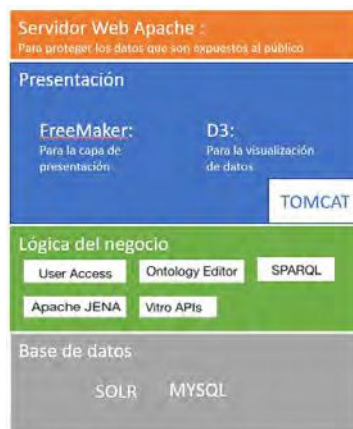 Servidor Web Apache :
Para proteger los datos que son expuestos al público
Presentación
FreeMaker:
Para la capa de
presentación
D3:
Para la visualización
de datos
TOMCAT
Lógica del negocio
User Access
Ontology Editor
SPARQL
Apache JENA
Vitro APIs
Base de datos
SOLR
MYSQL